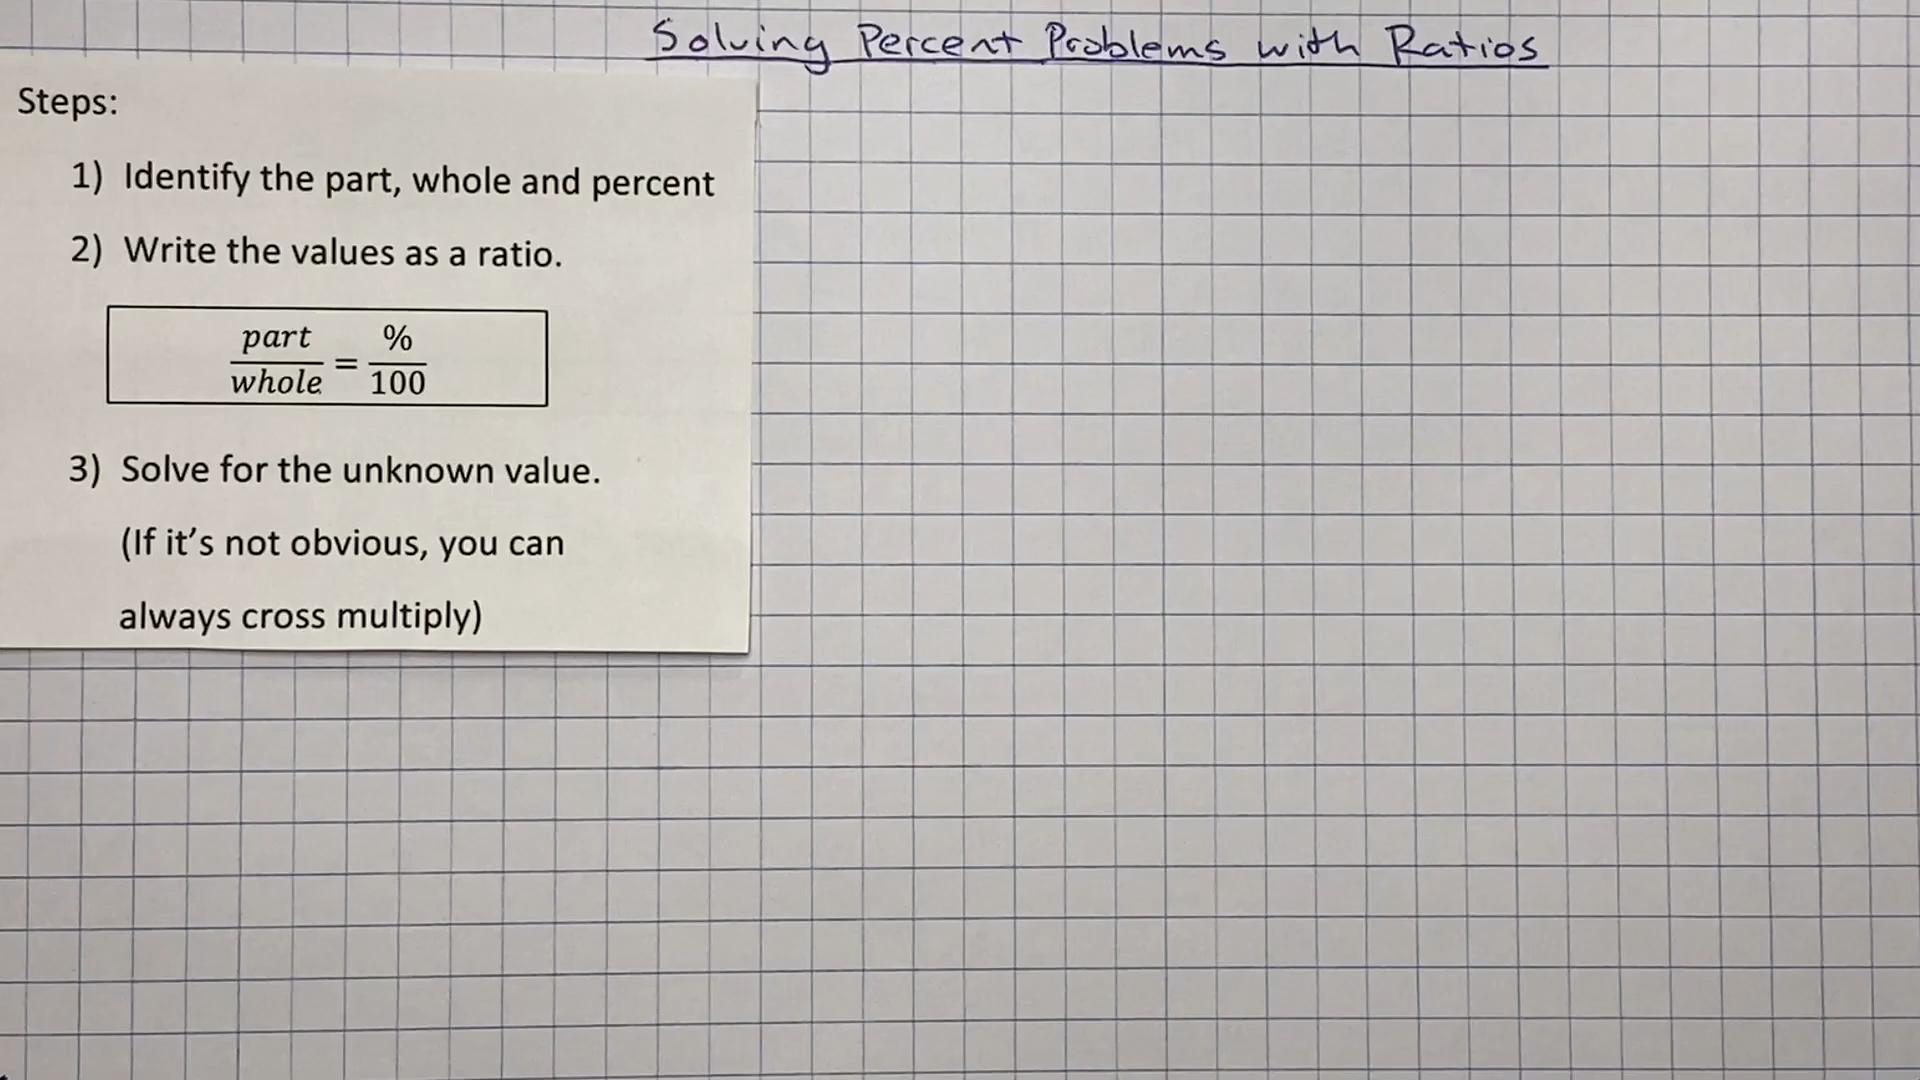 Solving Percent Problems with Ratios
Steps:
1) Identify the part, whole and percent
2) Write the values as a ratio.
part/whole = %/100
3) Solve for the unknown value.
(If it's not obvious, you can
always cross multiply)